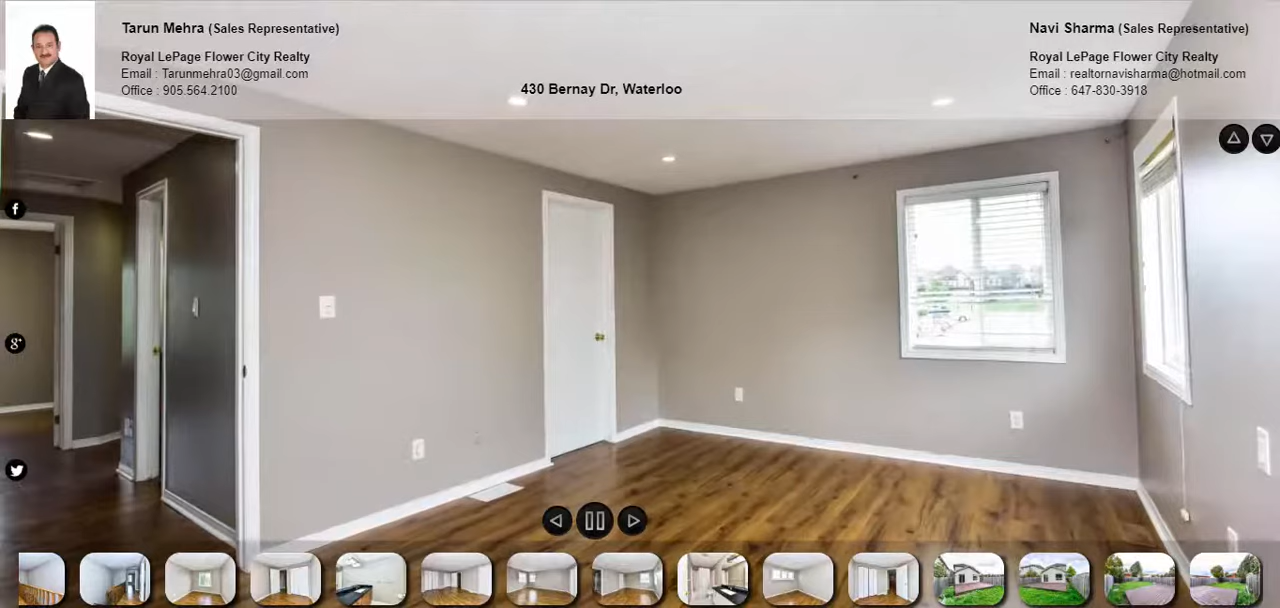 Tarun Mehra (Sales Representative)
Royal LePage Flower City Realty
Email : Tarunmehra03@gmail.com
Office : 905.564.2100
430 Bernay Dr, Waterloo
Navi Sharma (Sales Representative)
Royal LePage Flower City Realty
Email : realtornavisharma@hotmail.com
Office : 647-830-3918